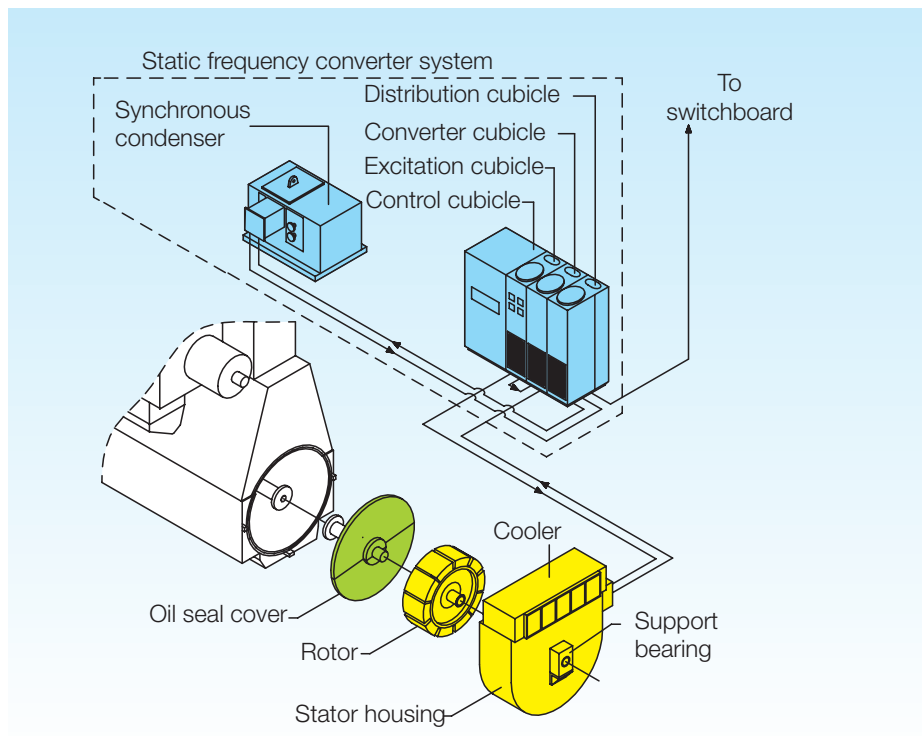 Static frequency converter system
To
switchboard
Distribution cubicle
Synchronous
condenser
Converter cubicle
Excitation cubicle
Control cubicle
Cooler
Oil seal cover
Support
bearing
Rotor
Stator housing